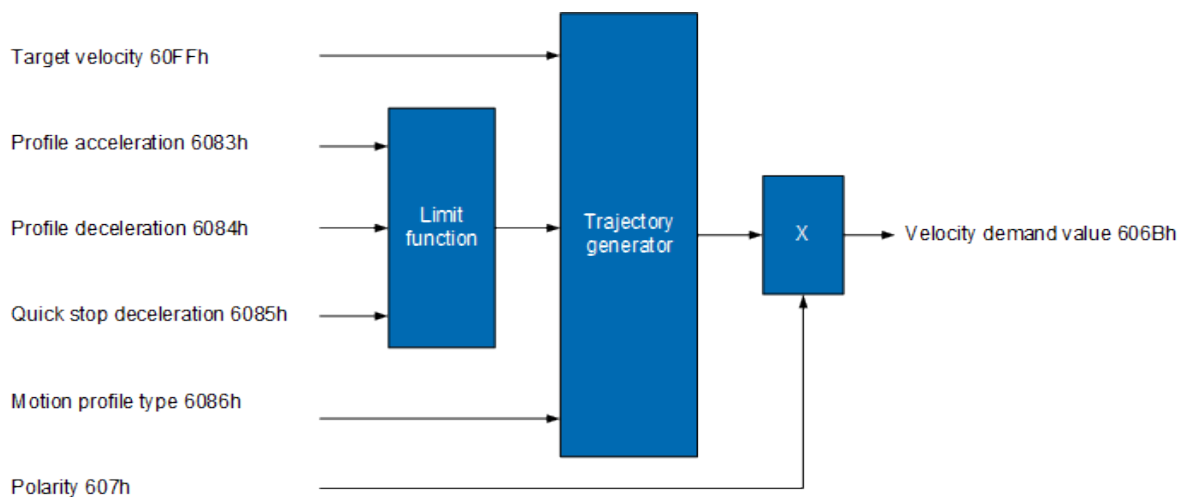 Target velocity 60FFh
Profile acceleration 6083h
Profile deceleration 6084h
Quick stop deceleration 6085h
Motion profile type 6086h
Polarity 607h
Limit
function
Trajectory
generator
X
Velocity demand value 606Bh